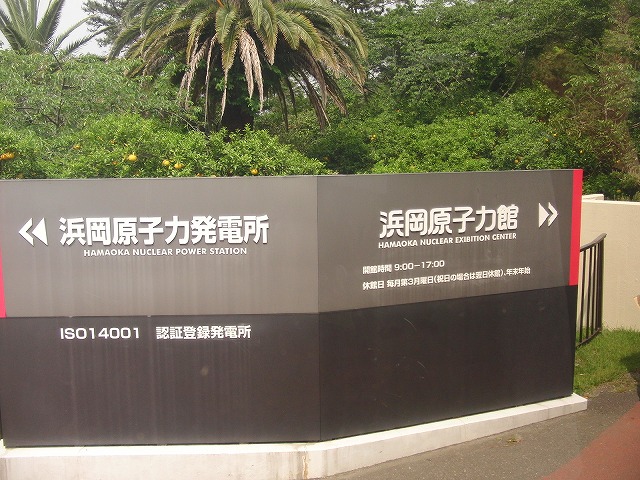 浜岡原子力発電所
HAMAOKA NUCLEAR POWER STATION
ISO14001 認証登録発電所
浜岡原子力館
HAMAOKA NUCLEAR EXIBITION CENTER
開館時間 9:00−17:00
休館日 毎月第3月曜日(祝日の場合は翌日休館)、年末年始